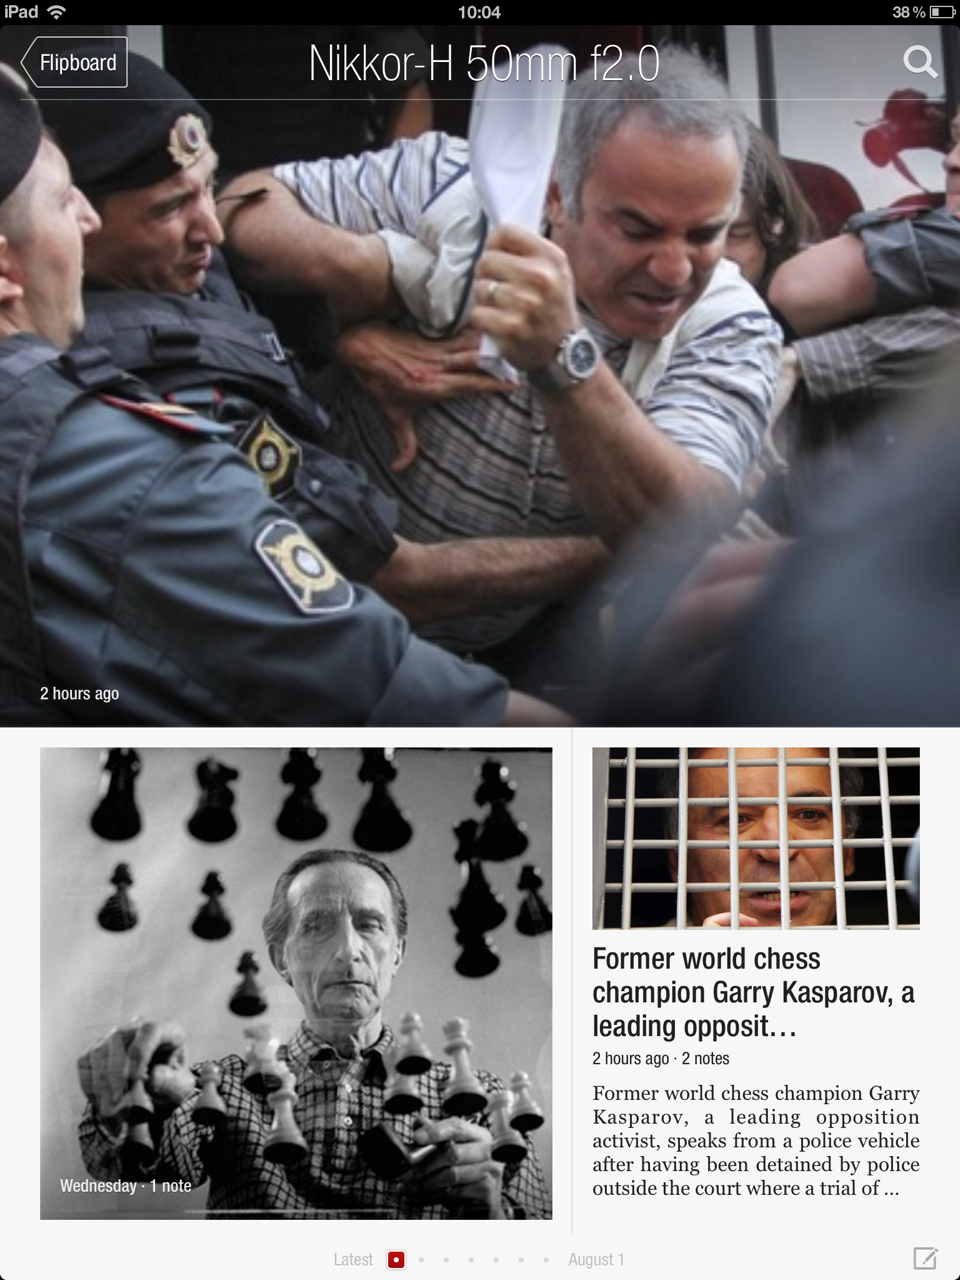 iPad 10:04 38 %
Flipboard Nikkor-H 50mm f2.0
2 hours ago
Wednesday · 1 note
Former world chess
champion Garry Kasparov, a
leading opposit…
2 hours ago · 2 notes
Former world chess champion Garry
Kasparov, a leading opposition
activist, speaks from a police vehicle
after having been detained by police
outside the court where a trial of ...
Latest August 1